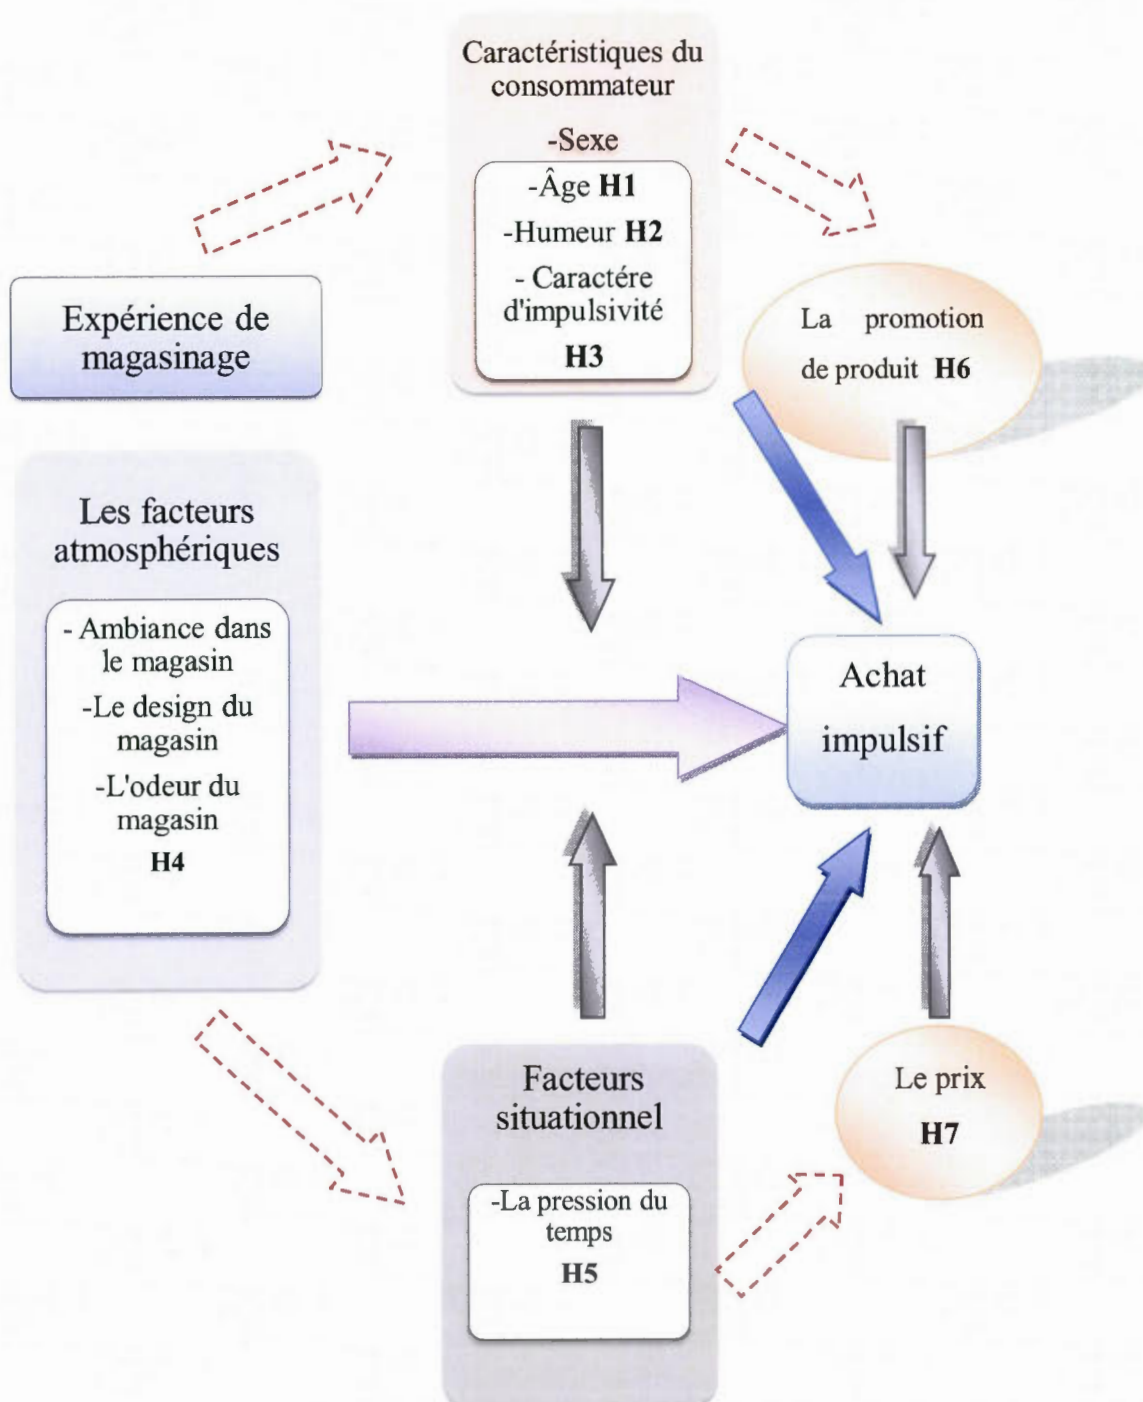 Caractéristiques du
consommateur
-Sexe
-Âge H1
-Humeur H2
- Caractére
d'impulsivité
H3
Expérience de
magasinage
La promotion
de produit H6
Les facteurs
atmosphériques
- Ambiance dans
le magasin
-Le design du
magasin
-L'odeur du
magasin
H4
Achat
impulsif
Facteurs
situationnel
-La pression du
temps
H5
Le prix
H7